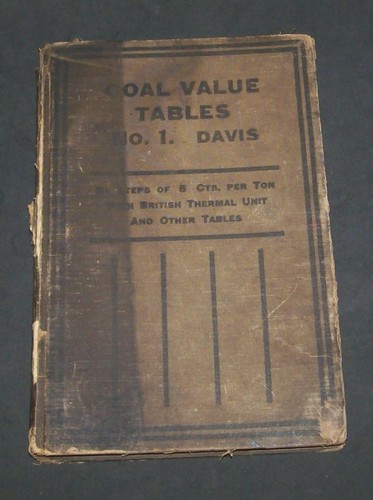 COAL VALUE
TABLES
NO. 1. DAVIS
STEPS OF 5 CTS. PER TON
BRITISH THERMAL UNIT
AND OTHER TABLES